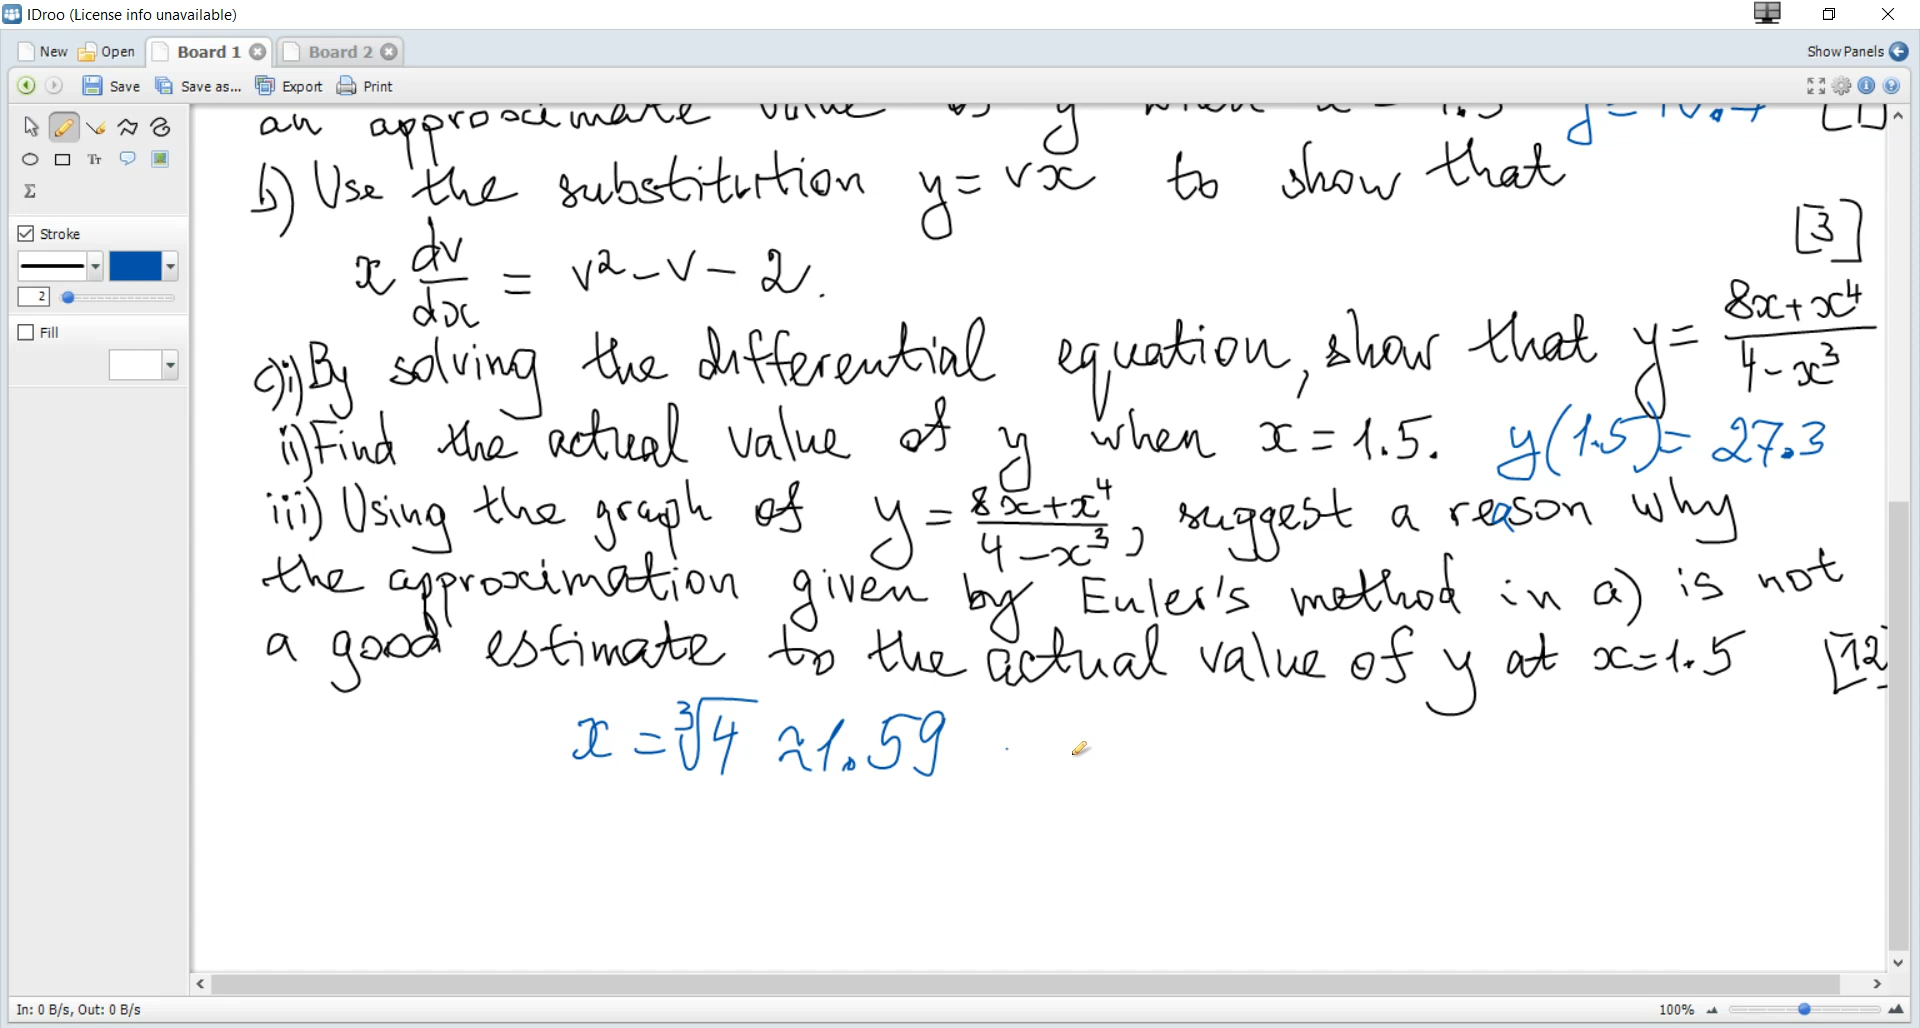 IDroo (License info unavailable)
New Open Board 1 Board 2 Show Panels
Save Save as... Export Print
an approximate value of y when x = 1.5 [1]
b) Use the substitution y = vx to show that
[3]
x dv/dx = v² - v - 2.
c) i) By solving the differential equation, show that y = (8x + x⁴)/(4 - x³)
ii) Find the actual value of y when x = 1.5. y(1.5) = 27.3
iii) Using the graph of y = (8x + x⁴)/(4 - x³), suggest a reason why
the approximation given by Euler's method in a) is not
a good estimate to the actual value of y at x = 1.5 [12]
x = ∛4 ≈ 1.59
Tr
Σ
Stroke
2
Fill
In: 0 B/s, Out: 0 B/s 100%